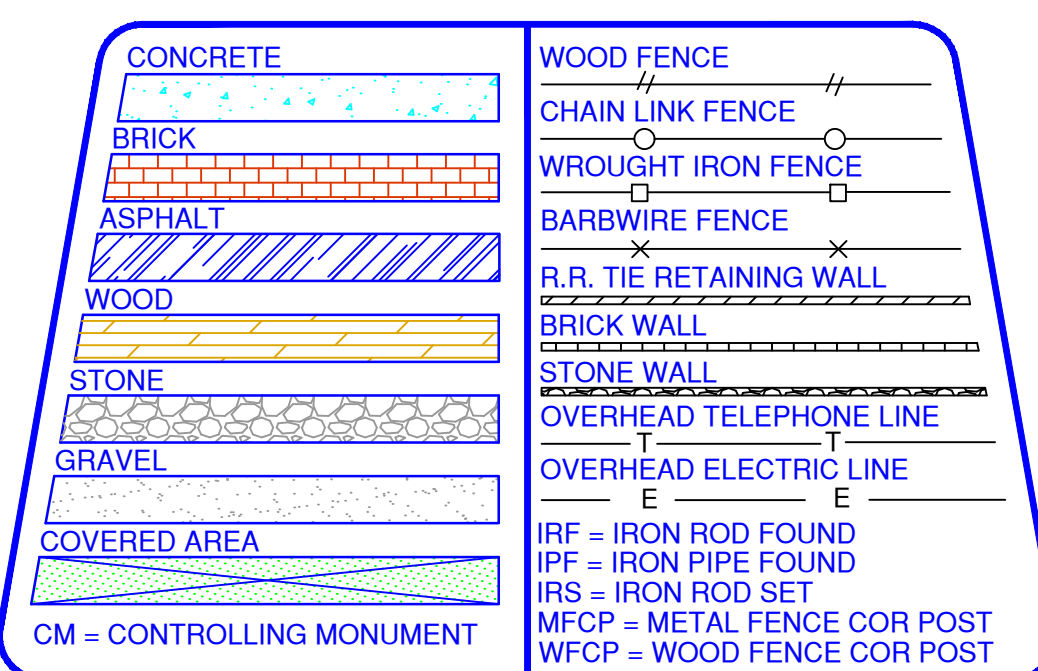 CONCRETE
BRICK
ASPHALT
WOOD
STONE
GRAVEL
COVERED AREA
CM = CONTROLLING MONUMENT
WOOD FENCE
CHAIN LINK FENCE
WROUGHT IRON FENCE
BARBWIRE FENCE
R.R. TIE RETAINING WALL
BRICK WALL
STONE WALL
OVERHEAD TELEPHONE LINE
T T
OVERHEAD ELECTRIC LINE
E E
IRF = IRON ROD FOUND
IPF = IRON PIPE FOUND
IRS = IRON ROD SET
MFCP = METAL FENCE COR POST
WFCP = WOOD FENCE COR POST